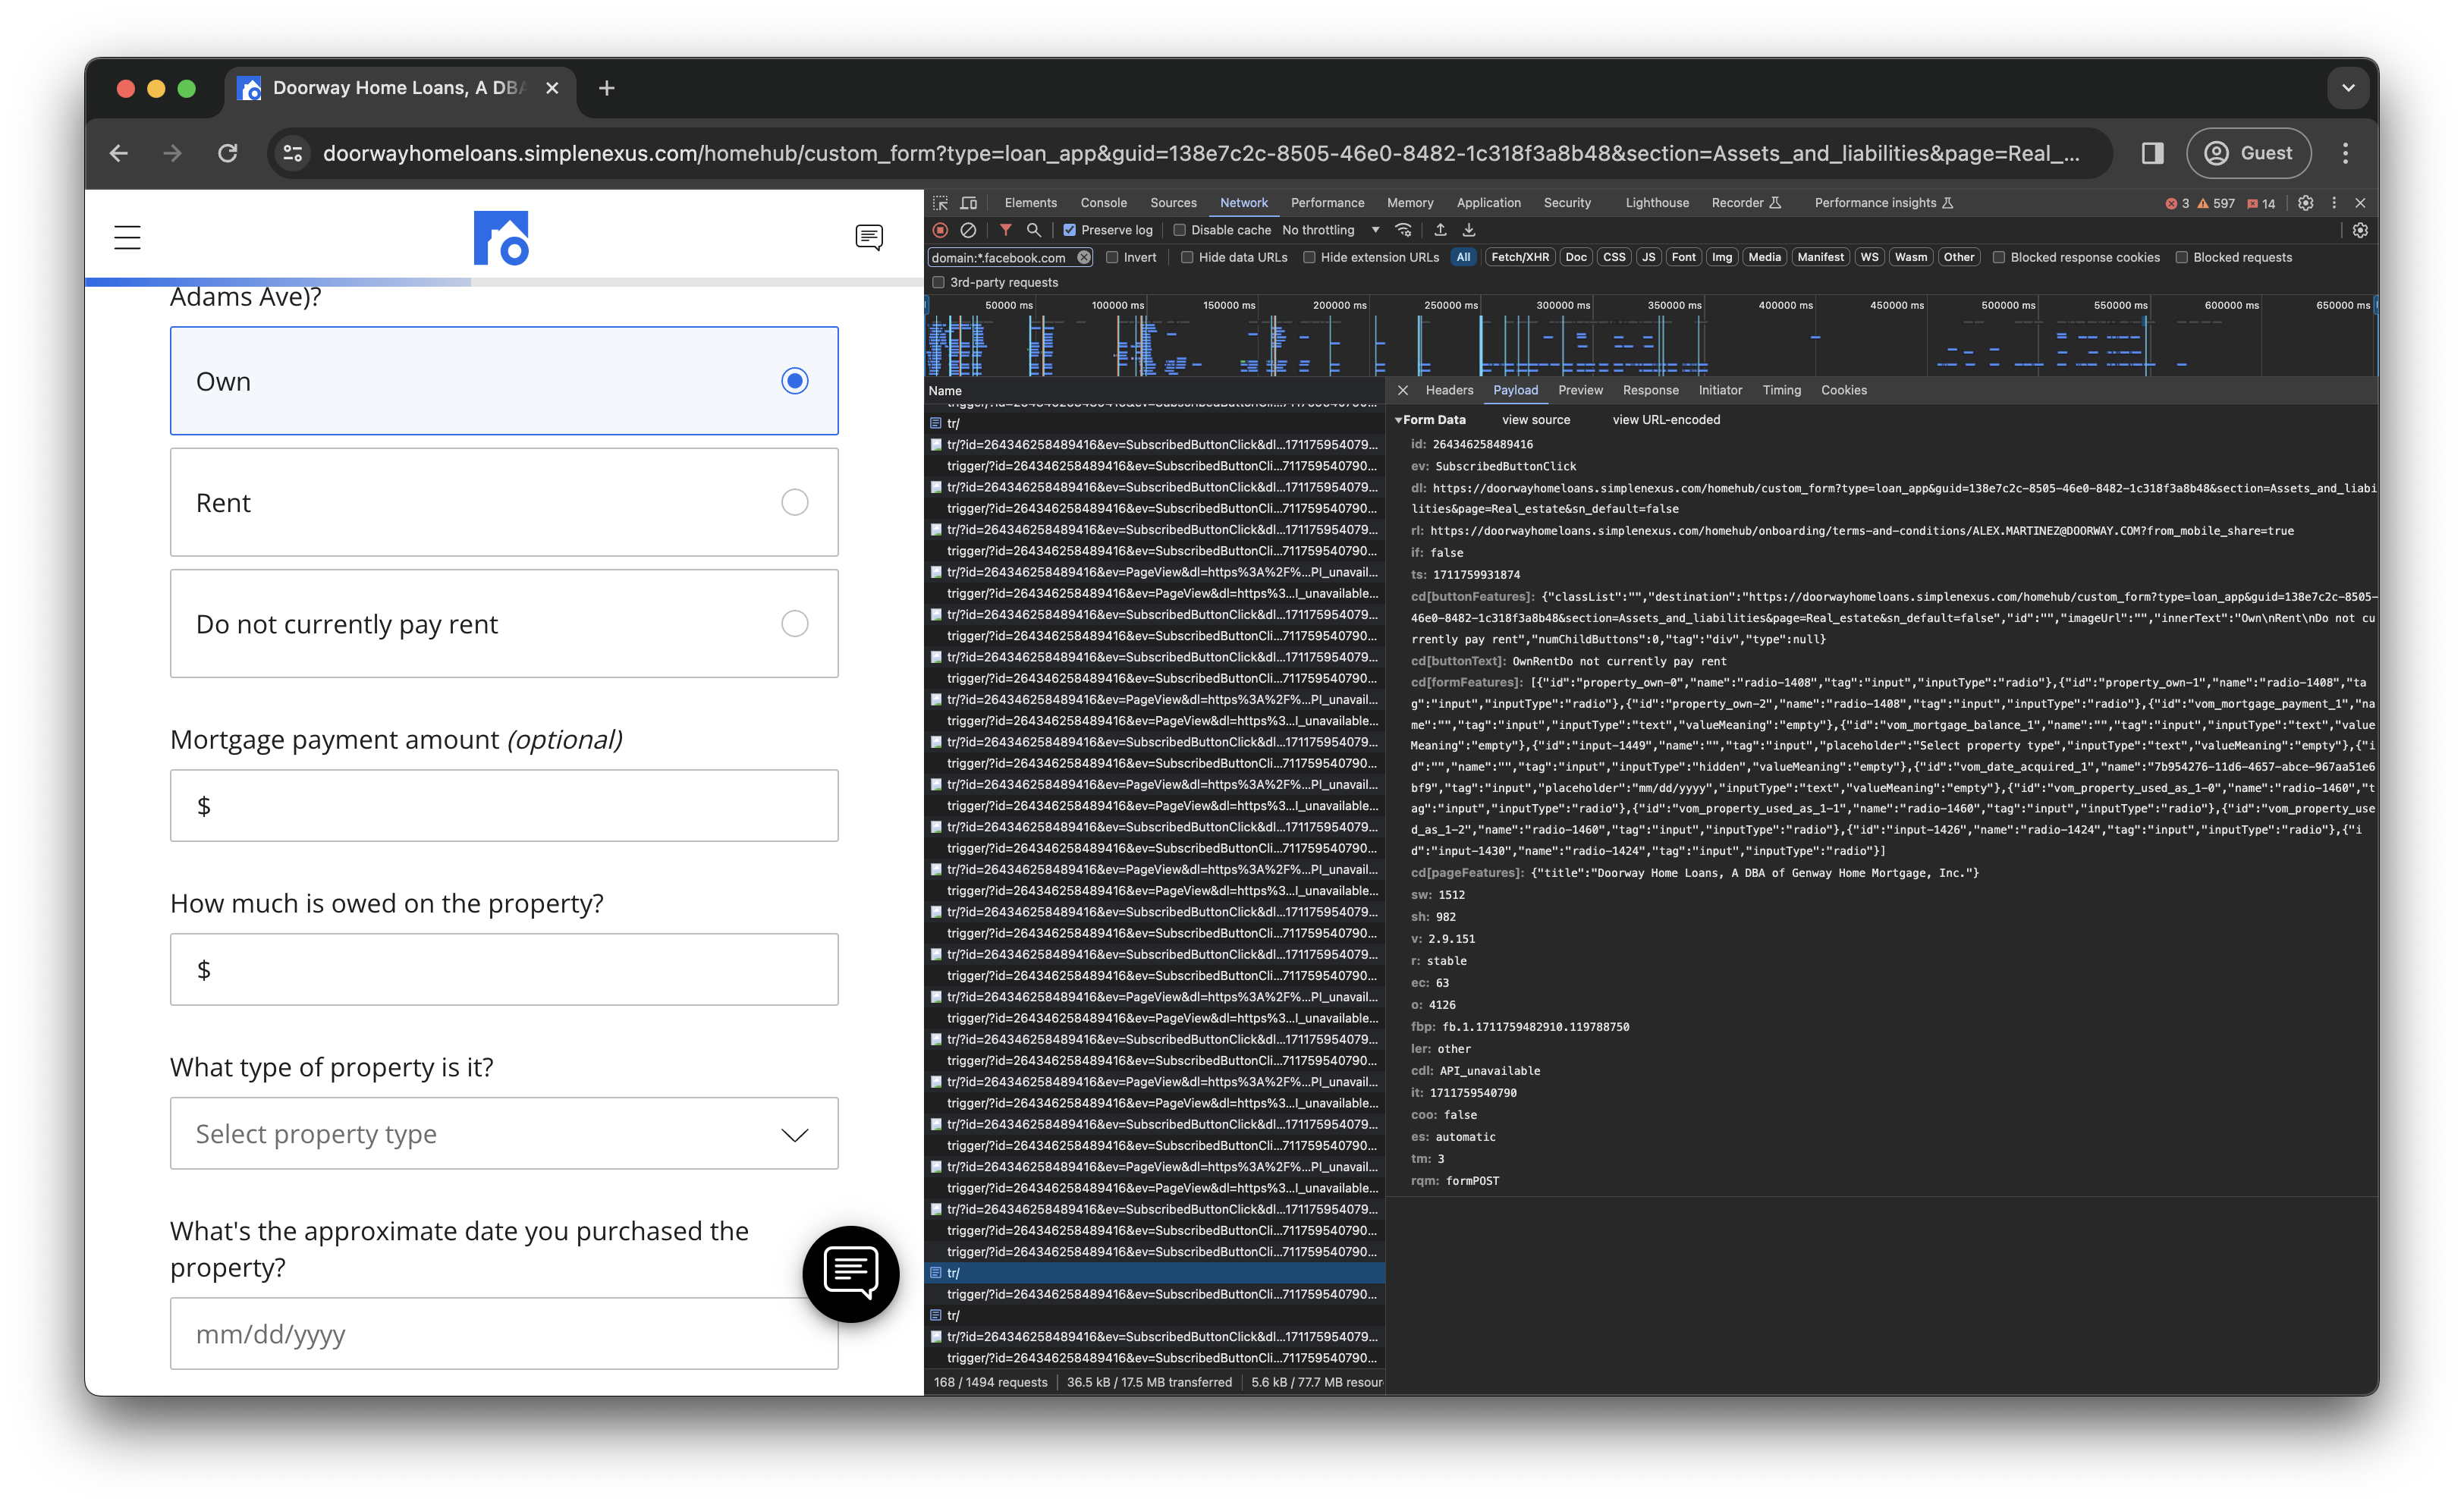 Doorway Home Loans, A DBA
doorwayhomeloans.simplenexus.com/homehub/custom_form?type=loan_app&guid=138e7c2c-8505-46e0-8482-1c318f3a8b48&section=Assets_and_liabilities&page=Real_...
Guest
Adams Ave)?
Own
Rent
Do not currently pay rent
Mortgage payment amount (optional)
$
How much is owed on the property?
$
What type of property is it?
Select property type
What's the approximate date you purchased the
property?
mm/dd/yyyy
Elements Console Sources Network Performance Memory Application Security Lighthouse Recorder Performance insights 3 597 14
Preserve log Disable cache No throttling
domain:*.facebook.com Invert Hide data URLs Hide extension URLs All Fetch/XHR Doc CSS JS Font Img Media Manifest WS Wasm Other Blocked response cookies Blocked requests
3rd-party requests
50000 ms 100000 ms 150000 ms 200000 ms 250000 ms 300000 ms 350000 ms 400000 ms 450000 ms 500000 ms 550000 ms 600000 ms 650000 ms
Name
tr/
tr/?id=264346258489416&ev=SubscribedButtonClick&dl...171175954079...
trigger/?id=264346258489416&ev=SubscribedButtonCli...711759540790...
tr/?id=264346258489416&ev=SubscribedButtonClick&dl...171175954079...
trigger/?id=264346258489416&ev=SubscribedButtonCli...711759540790...
tr/?id=264346258489416&ev=SubscribedButtonClick&dl...171175954079...
trigger/?id=264346258489416&ev=SubscribedButtonCli...711759540790...
tr/?id=264346258489416&ev=PageView&dl=https%3A%2F%...PI_unavail...
trigger/?id=264346258489416&ev=PageView&dl=https%3...I_unavailable...
tr/?id=264346258489416&ev=SubscribedButtonClick&dl...171175954079...
trigger/?id=264346258489416&ev=SubscribedButtonCli...711759540790...
tr/?id=264346258489416&ev=SubscribedButtonClick&dl...171175954079...
trigger/?id=264346258489416&ev=SubscribedButtonCli...711759540790...
tr/?id=264346258489416&ev=PageView&dl=https%3A%2F%...PI_unavail...
trigger/?id=264346258489416&ev=PageView&dl=https%3...I_unavailable...
tr/?id=264346258489416&ev=SubscribedButtonClick&dl...171175954079...
trigger/?id=264346258489416&ev=SubscribedButtonCli...711759540790...
tr/?id=264346258489416&ev=PageView&dl=https%3A%2F%...PI_unavail...
trigger/?id=264346258489416&ev=PageView&dl=https%3...I_unavailable...
tr/?id=264346258489416&ev=SubscribedButtonClick&dl...171175954079...
trigger/?id=264346258489416&ev=SubscribedButtonCli...711759540790...
tr/?id=264346258489416&ev=PageView&dl=https%3A%2F%...PI_unavail...
trigger/?id=264346258489416&ev=PageView&dl=https%3...I_unavailable...
tr/?id=264346258489416&ev=SubscribedButtonClick&dl...171175954079...
trigger/?id=264346258489416&ev=SubscribedButtonCli...711759540790...
tr/?id=264346258489416&ev=SubscribedButtonClick&dl...171175954079...
trigger/?id=264346258489416&ev=SubscribedButtonCli...711759540790...
tr/?id=264346258489416&ev=PageView&dl=https%3A%2F%...PI_unavail...
trigger/?id=264346258489416&ev=PageView&dl=https%3...I_unavailable...
tr/?id=264346258489416&ev=SubscribedButtonClick&dl...171175954079...
trigger/?id=264346258489416&ev=SubscribedButtonCli...711759540790...
tr/?id=264346258489416&ev=PageView&dl=https%3A%2F%...PI_unavail...
trigger/?id=264346258489416&ev=PageView&dl=https%3...I_unavailable...
tr/?id=264346258489416&ev=SubscribedButtonClick&dl...171175954079...
trigger/?id=264346258489416&ev=SubscribedButtonCli...711759540790...
tr/?id=264346258489416&ev=PageView&dl=https%3A%2F%...PI_unavail...
trigger/?id=264346258489416&ev=PageView&dl=https%3...I_unavailable...
tr/?id=264346258489416&ev=SubscribedButtonClick&dl...171175954079...
trigger/?id=264346258489416&ev=SubscribedButtonCli...711759540790...
trigger/?id=264346258489416&ev=SubscribedButtonCli...711759540790...
tr/
trigger/?id=264346258489416&ev=SubscribedButtonCli...711759540790...
tr/
tr/?id=264346258489416&ev=SubscribedButtonClick&dl...171175954079...
trigger/?id=264346258489416&ev=SubscribedButtonCli...711759540790...
168 / 1494 requests 36.5 kB / 17.5 MB transferred 5.6 kB / 77.7 MB resour
Headers Payload Preview Response Initiator Timing Cookies
Form Data view source view URL-encoded
id: 264346258489416
ev: SubscribedButtonClick
dl: https://doorwayhomeloans.simplenexus.com/homehub/custom_form?type=loan_app&guid=138e7c2c-8505-46e0-8482-1c318f3a8b48&section=Assets_and_liabi
lities&page=Real_estate&sn_default=false
rl: https://doorwayhomeloans.simplenexus.com/homehub/onboarding/terms-and-conditions/ALEX.MARTINEZ@DOORWAY.COM?from_mobile_share=true
if: false
ts: 1711759931874
cd[buttonFeatures]: {"classList":"","destination":"https://doorwayhomeloans.simplenexus.com/homehub/custom_form?type=loan_app&guid=138e7c2c-8505-
46e0-8482-1c318f3a8b48&section=Assets_and_liabilities&page=Real_estate&sn_default=false","id":"","imageUrl":"","innerText":"Own\nRent\nDo not cu
rrently pay rent","numChildButtons":0,"tag":"div","type":null}
cd[buttonText]: OwnRentDo not currently pay rent
cd[formFeatures]: [{"id":"property_own-0","name":"radio-1408","tag":"input","inputType":"radio"},{"id":"property_own-1","name":"radio-1408","ta
g":"input","inputType":"radio"},{"id":"property_own-2","name":"radio-1408","tag":"input","inputType":"radio"},{"id":"vom_mortgage_payment_1","na
me":"","tag":"input","inputType":"text","valueMeaning":"empty"},{"id":"vom_mortgage_balance_1","name":"","tag":"input","inputType":"text","value
Meaning":"empty"},{"id":"input-1449","name":"","tag":"input","placeholder":"Select property type","inputType":"text","valueMeaning":"empty"},{"i
d":"","name":"","tag":"input","inputType":"hidden","valueMeaning":"empty"},{"id":"vom_date_acquired_1","name":"7b954276-11d6-4657-abce-967aa51e6
bf9","tag":"input","placeholder":"mm/dd/yyyy","inputType":"text","valueMeaning":"empty"},{"id":"vom_property_used_as_1-0","name":"radio-1460","t
ag":"input","inputType":"radio"},{"id":"vom_property_used_as_1-1","name":"radio-1460","tag":"input","inputType":"radio"},{"id":"vom_property_use
d_as_1-2","name":"radio-1460","tag":"input","inputType":"radio"},{"id":"input-1426","name":"radio-1424","tag":"input","inputType":"radio"},{"i
d":"input-1430","name":"radio-1424","tag":"input","inputType":"radio"}]
cd[pageFeatures]: {"title":"Doorway Home Loans, A DBA of Genway Home Mortgage, Inc."}
sw: 1512
sh: 982
v: 2.9.151
r: stable
ec: 63
o: 4126
fbp: fb.1.1711759482910.119788750
ler: other
cdl: API_unavailable
it: 1711759540790
coo: false
es: automatic
tm: 3
rqm: formPOST